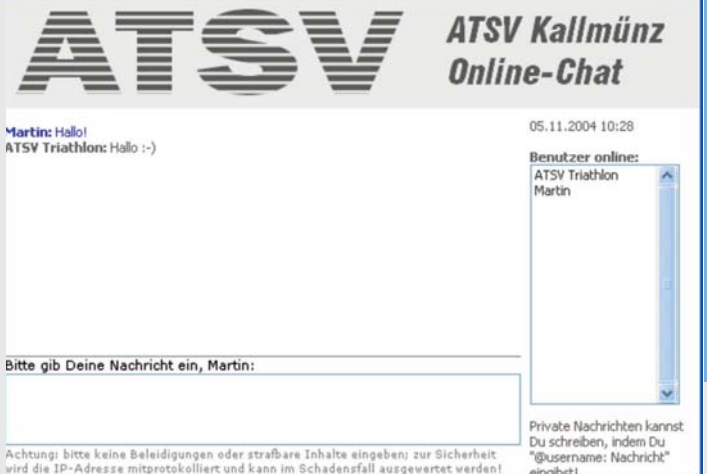 ATSV
ATSV Kallmünz
Online-Chat
Martin: Hallo!
ATSV Triathlon: Hallo :-)
05.11.2004 10:28
Benutzer online:
ATSV Triathlon
Martin
Bitte gib Deine Nachricht ein, Martin:
Achtung: bitte keine Beleidigungen oder strafbare Inhalte eingeben; zur Sicherheit
wird die IP-Adresse mitprotokolliert und kann im Schadensfall ausgewertet werden!
Private Nachrichten kannst
Du schreiben, indem Du
"@username: Nachricht"
eingibst!